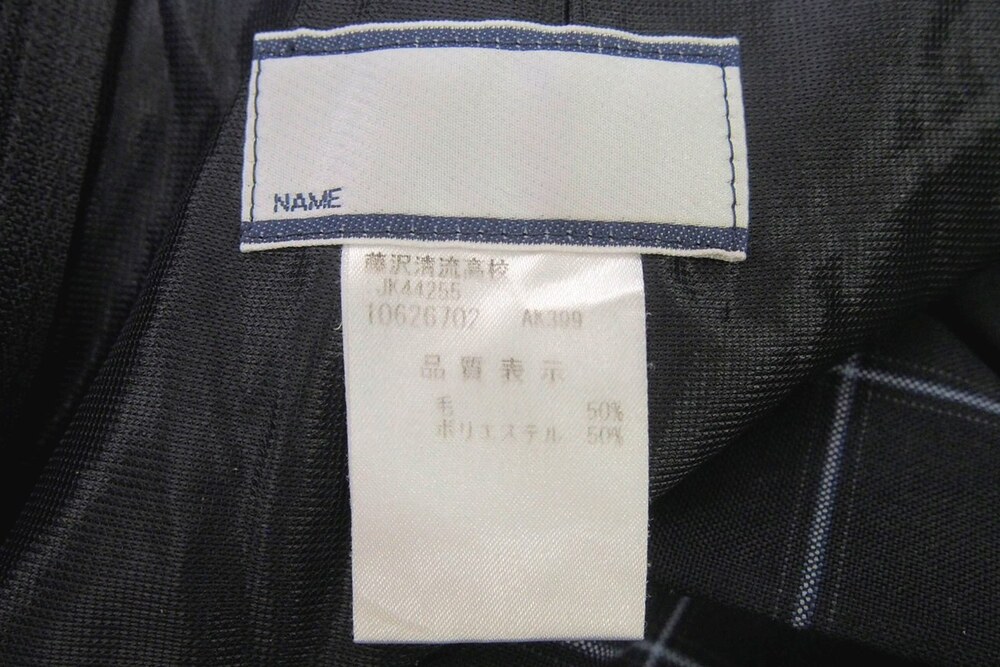 NAME
藤沢清流高校
JK44255
10626702 AK399
品質表示
毛 50%
ポリエステル 50%